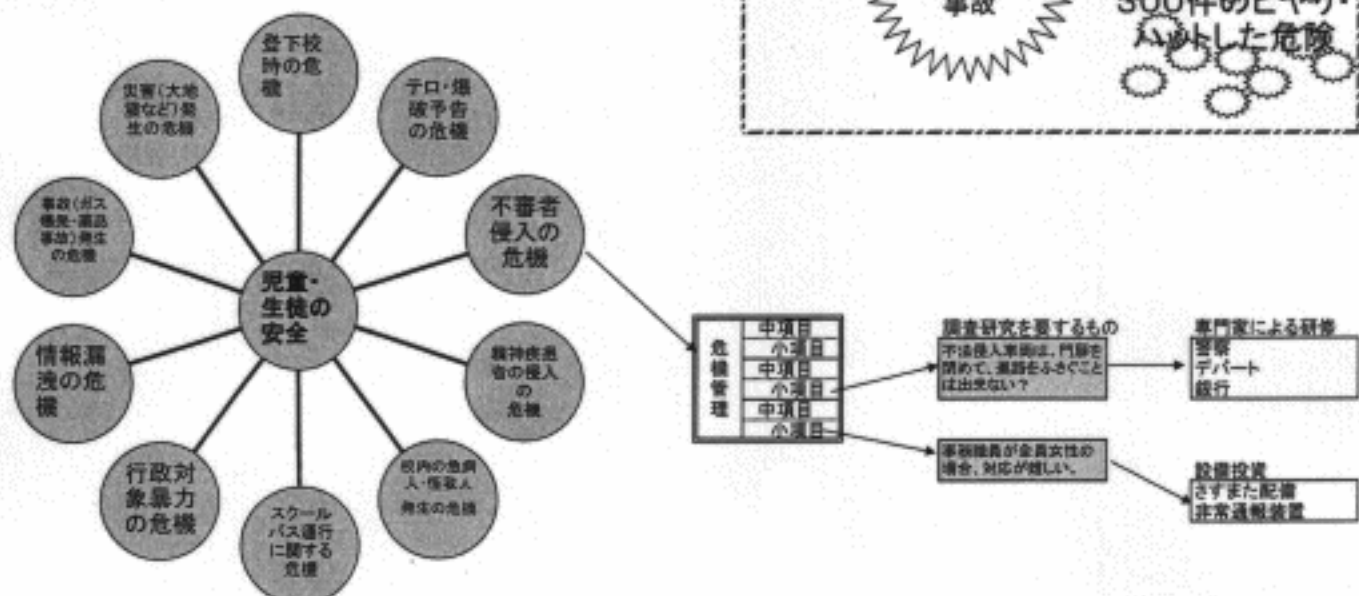 事故
300件のヒヤリ・
ハットした危険
登下校
時の危
機
テロ・爆
破予告
の危機
不審者
侵入の
危機
精神疾患
者の侵入
の
危機
校内の急病
人・怪我人
発生の危機
スクール
バス運行
に関する
危機
行政対
象暴力
の危機
情報漏
洩の危
機
事故(ガス
爆発・薬品
事故)発生
の危機
災害(大地
震など)発
生の危機
児童・
生徒の
安全
危機管理
中項目
小項目
中項目
小項目
中項目
小項目
調査研究を要するもの
不法侵入車両は、門扉を
閉めて、進路をふさぐこと
は出来ない?
事務職員が全員女性の
場合、対応が難しい。
専門家による研修
警察
デパート
銀行
設備投資
さすまた配備
非常通報装置